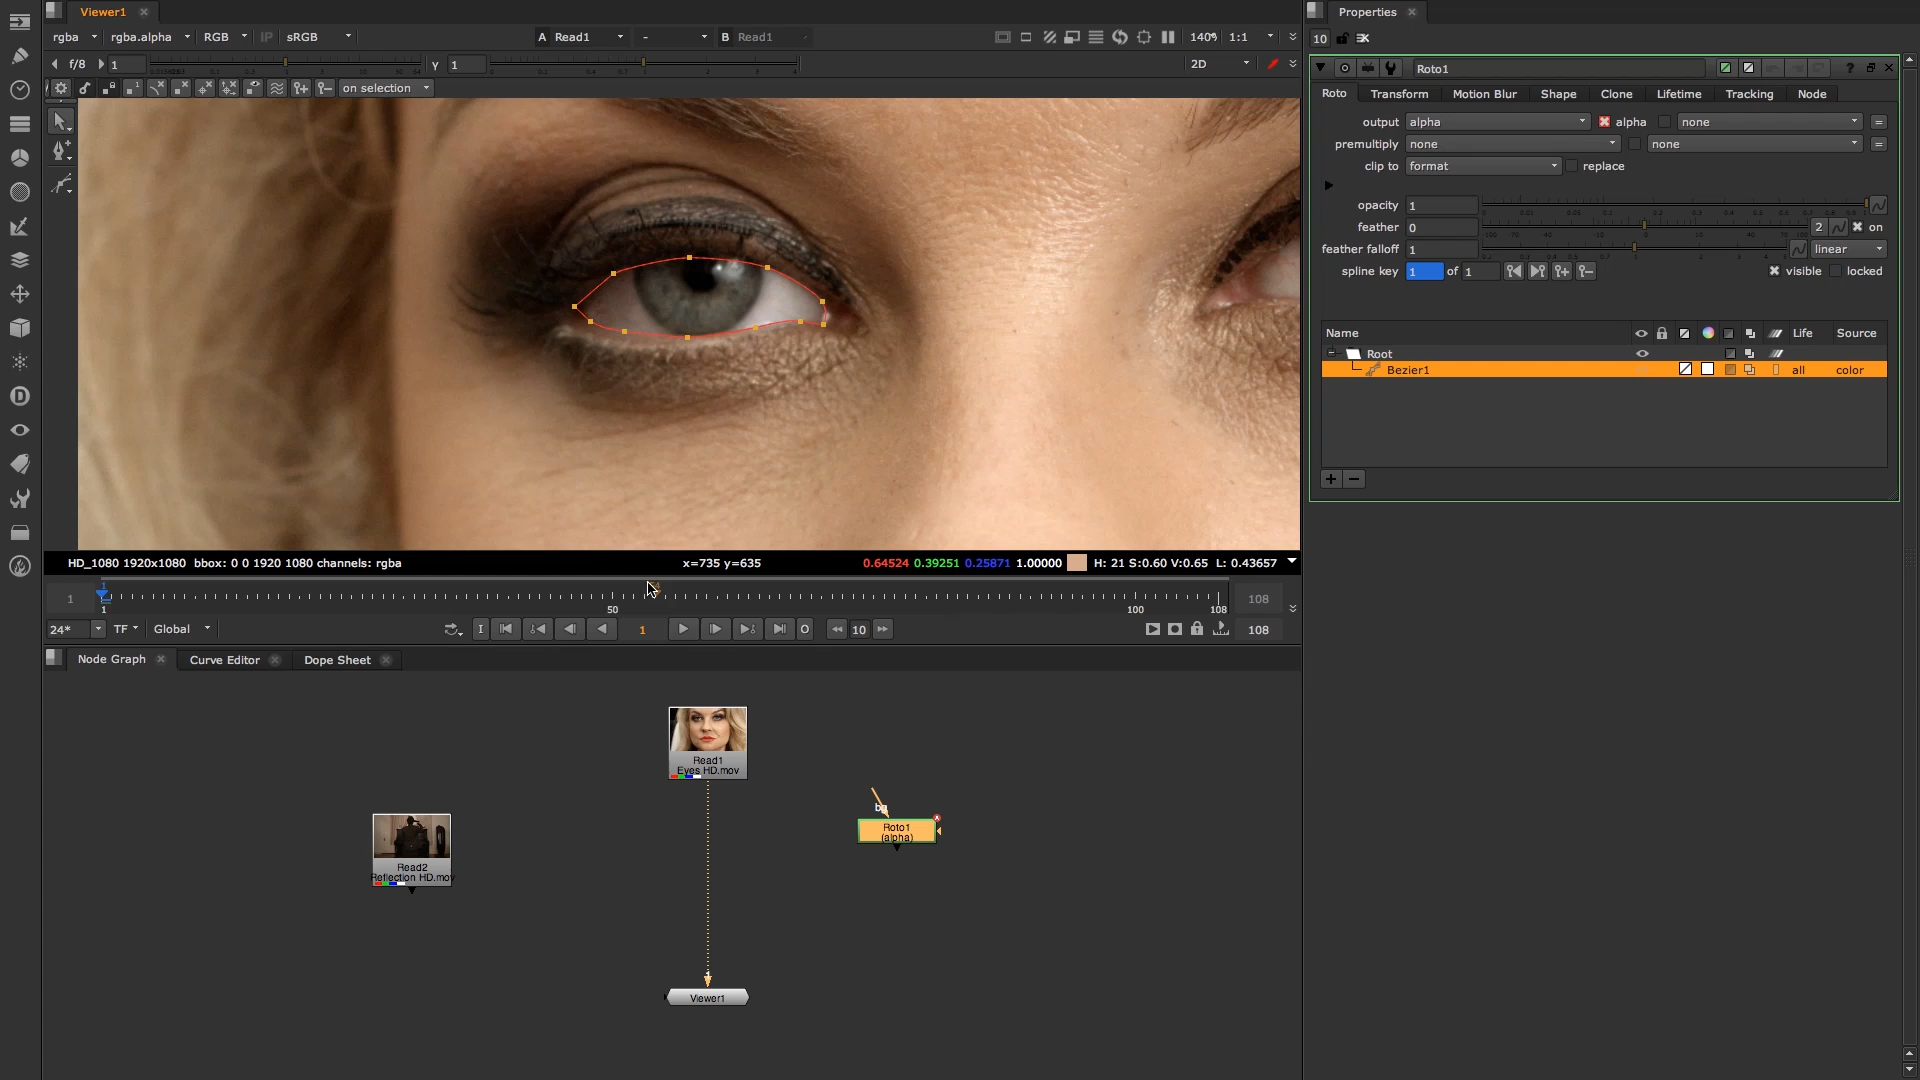 Viewer1
Properties
rgba rgba.alpha RGB IP sRGB A Read1 - B Read1 140% 1:1
10
f/8 1 Y 1 2D
Roto1
on selection
Roto Transform Motion Blur Shape Clone Lifetime Tracking Node
output alpha alpha none =
premultiply none none =
clip to format replace
opacity 1
feather 0 2 on
feather falloff 1 linear
spline key 1 of 1 visible locked
Name Life Source
Root
Bezier1 all color
HD_1080 1920x1080 bbox: 0 0 1920 1080 channels: rgba x=735 y=635 0.64524 0.39251 0.25871 1.00000 H: 21 S:0.60 V:0.65 L: 0.43657
1 1 50 100 108 108
24* TF Global I 1 O 10 108
Node Graph Curve Editor Dope Sheet
Read1
Eyes HD.mov
bg
Roto1
(alpha)
Read2
Reflection HD.mov
Viewer1